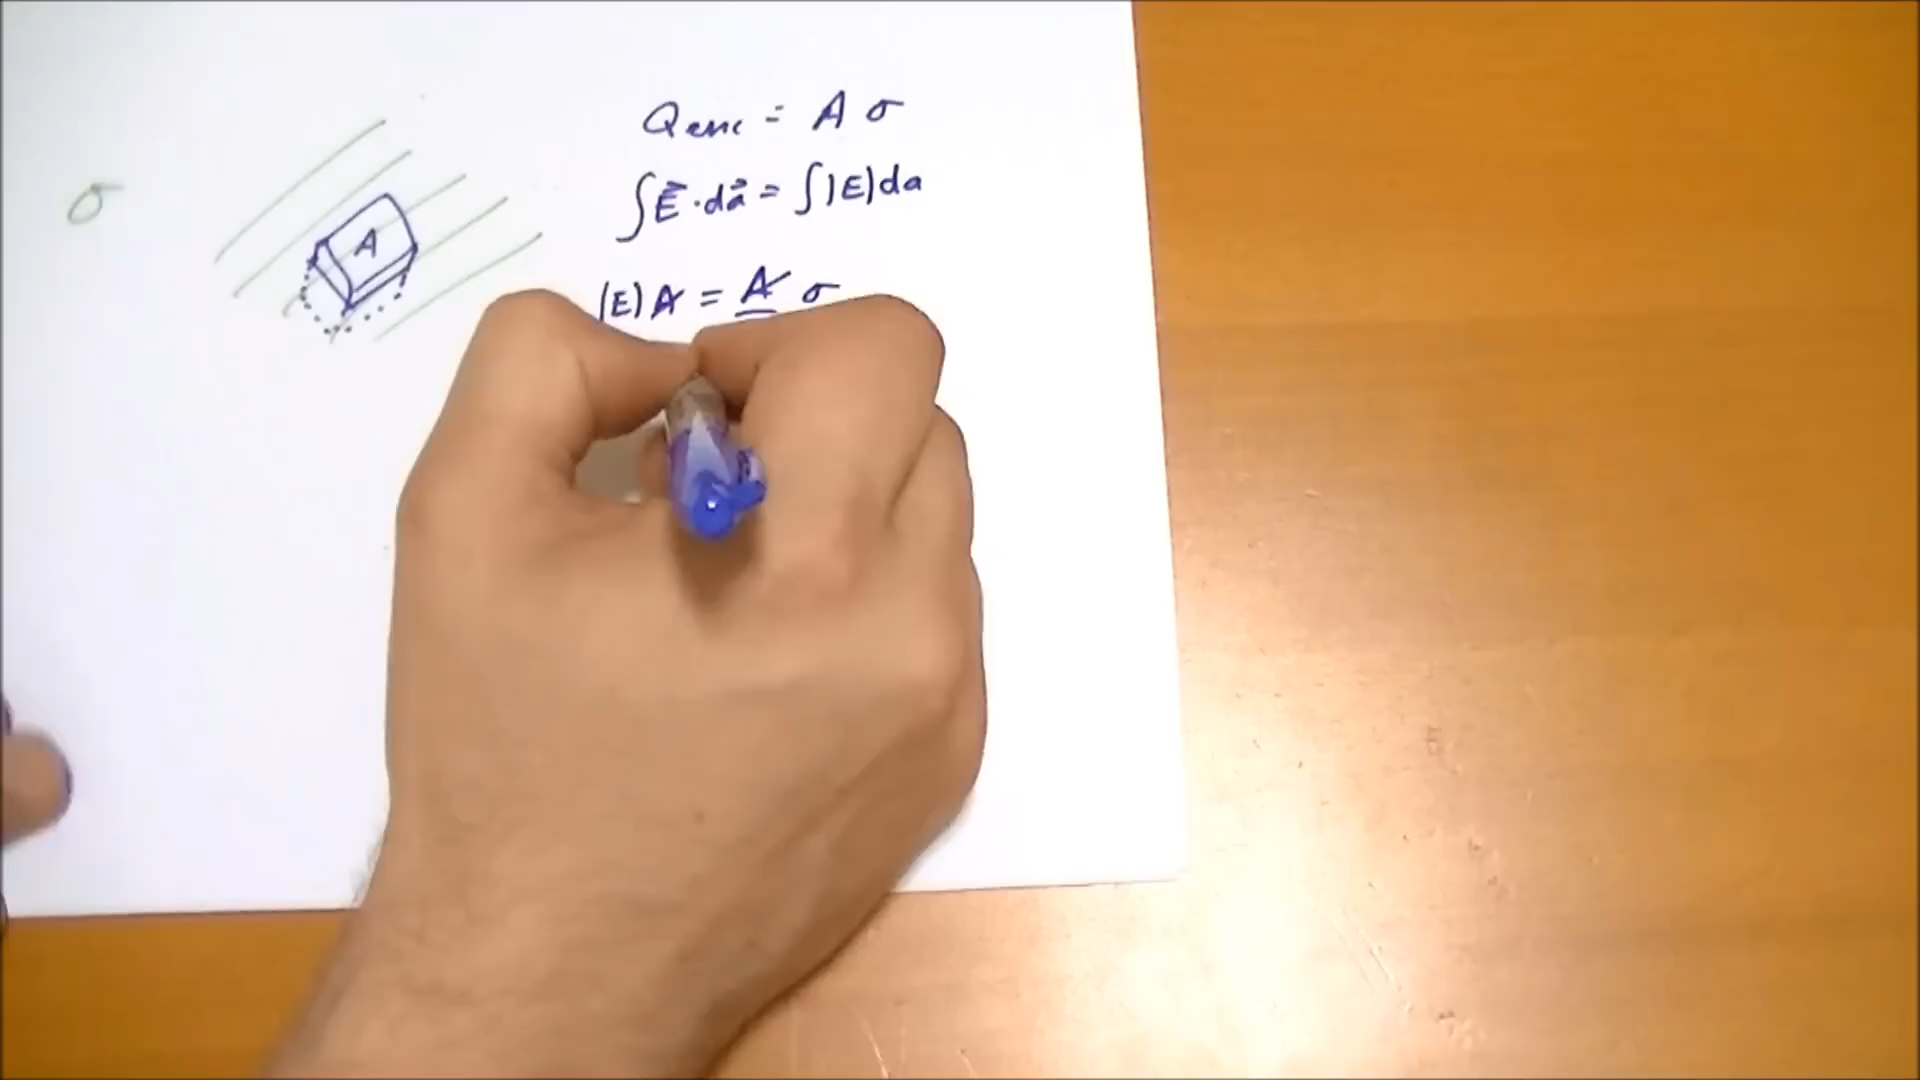 σ
A
Qenc = A σ
∫E⃗ · da⃗ = ∫|E|da
|E| A = A σ